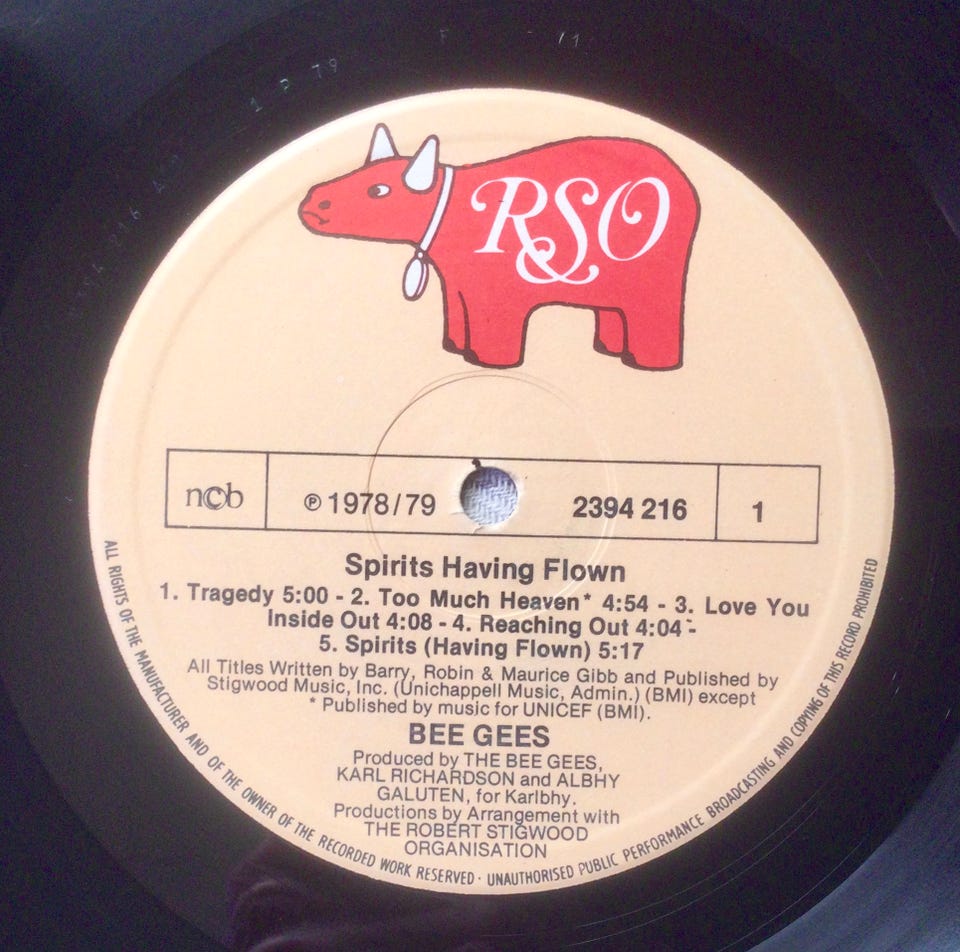 RSO
ncb
℗ 1978/79
2394 216
1
Spirits Having Flown
1. Tragedy 5:00 - 2. Too Much Heaven* 4:54 - 3. Love You
Inside Out 4:08 - 4. Reaching Out 4:04 -
5. Spirits (Having Flown) 5:17
All Titles Written by Barry, Robin & Maurice Gibb and Published by
Stigwood Music, Inc. (Unichappell Music, Admin.) (BMI) except
* Published by music for UNICEF (BMI).
BEE GEES
Produced by THE BEE GEES,
KARL RICHARDSON and ALBHY
GALUTEN, for Karlbhy.
Productions by Arrangement with
THE ROBERT STIGWOOD
ORGANISATION
ALL RIGHTS OF THE MANUFACTURER AND OF THE OWNER OF THE RECORDED WORK RESERVED · UNAUTHORISED PUBLIC PERFORMANCE BROADCASTING AND COPYING OF THIS RECORD PROHIBITED